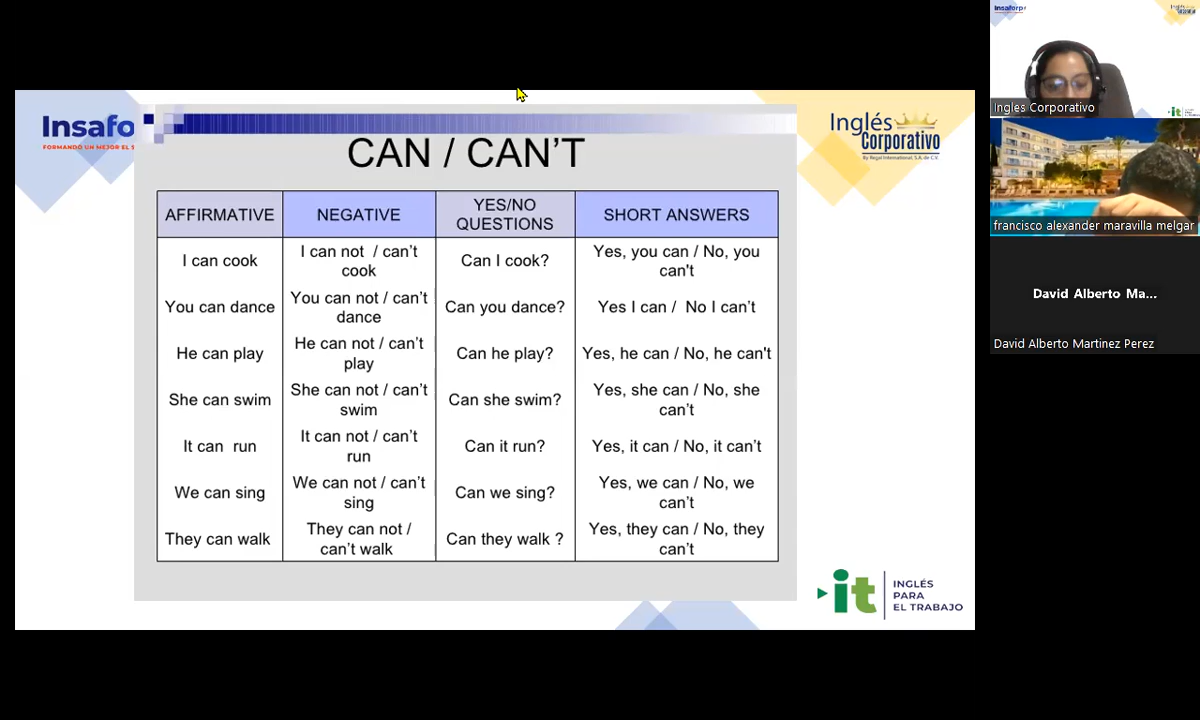 Insafo
FORMANDO UN MEJOR EL S
Inglés
Corporativo
By Regal International, S.A. de C.V.
CAN / CAN'T
AFFIRMATIVE
NEGATIVE
YES/NO
QUESTIONS
SHORT ANSWERS
I can cook
I can not / can't
cook
Can I cook?
Yes, you can / No, you
can't
You can dance
You can not / can't
dance
Can you dance?
Yes I can / No I can't
He can play
He can not / can't
play
Can he play?
Yes, he can / No, he can't
She can swim
She can not / can't
swim
Can she swim?
Yes, she can / No, she
can't
It can run
It can not / can't
run
Can it run?
Yes, it can / No, it can't
We can sing
We can not / can't
sing
Can we sing?
Yes, we can / No, we
can't
They can walk
They can not /
can't walk
Can they walk ?
Yes, they can / No, they
can't
it
INGLÉS
PARA
EL TRABAJO
Insaforp
Ingles Corporativo
it
francisco alexander maravilla melgar
David Alberto Ma...
David Alberto Martinez Perez